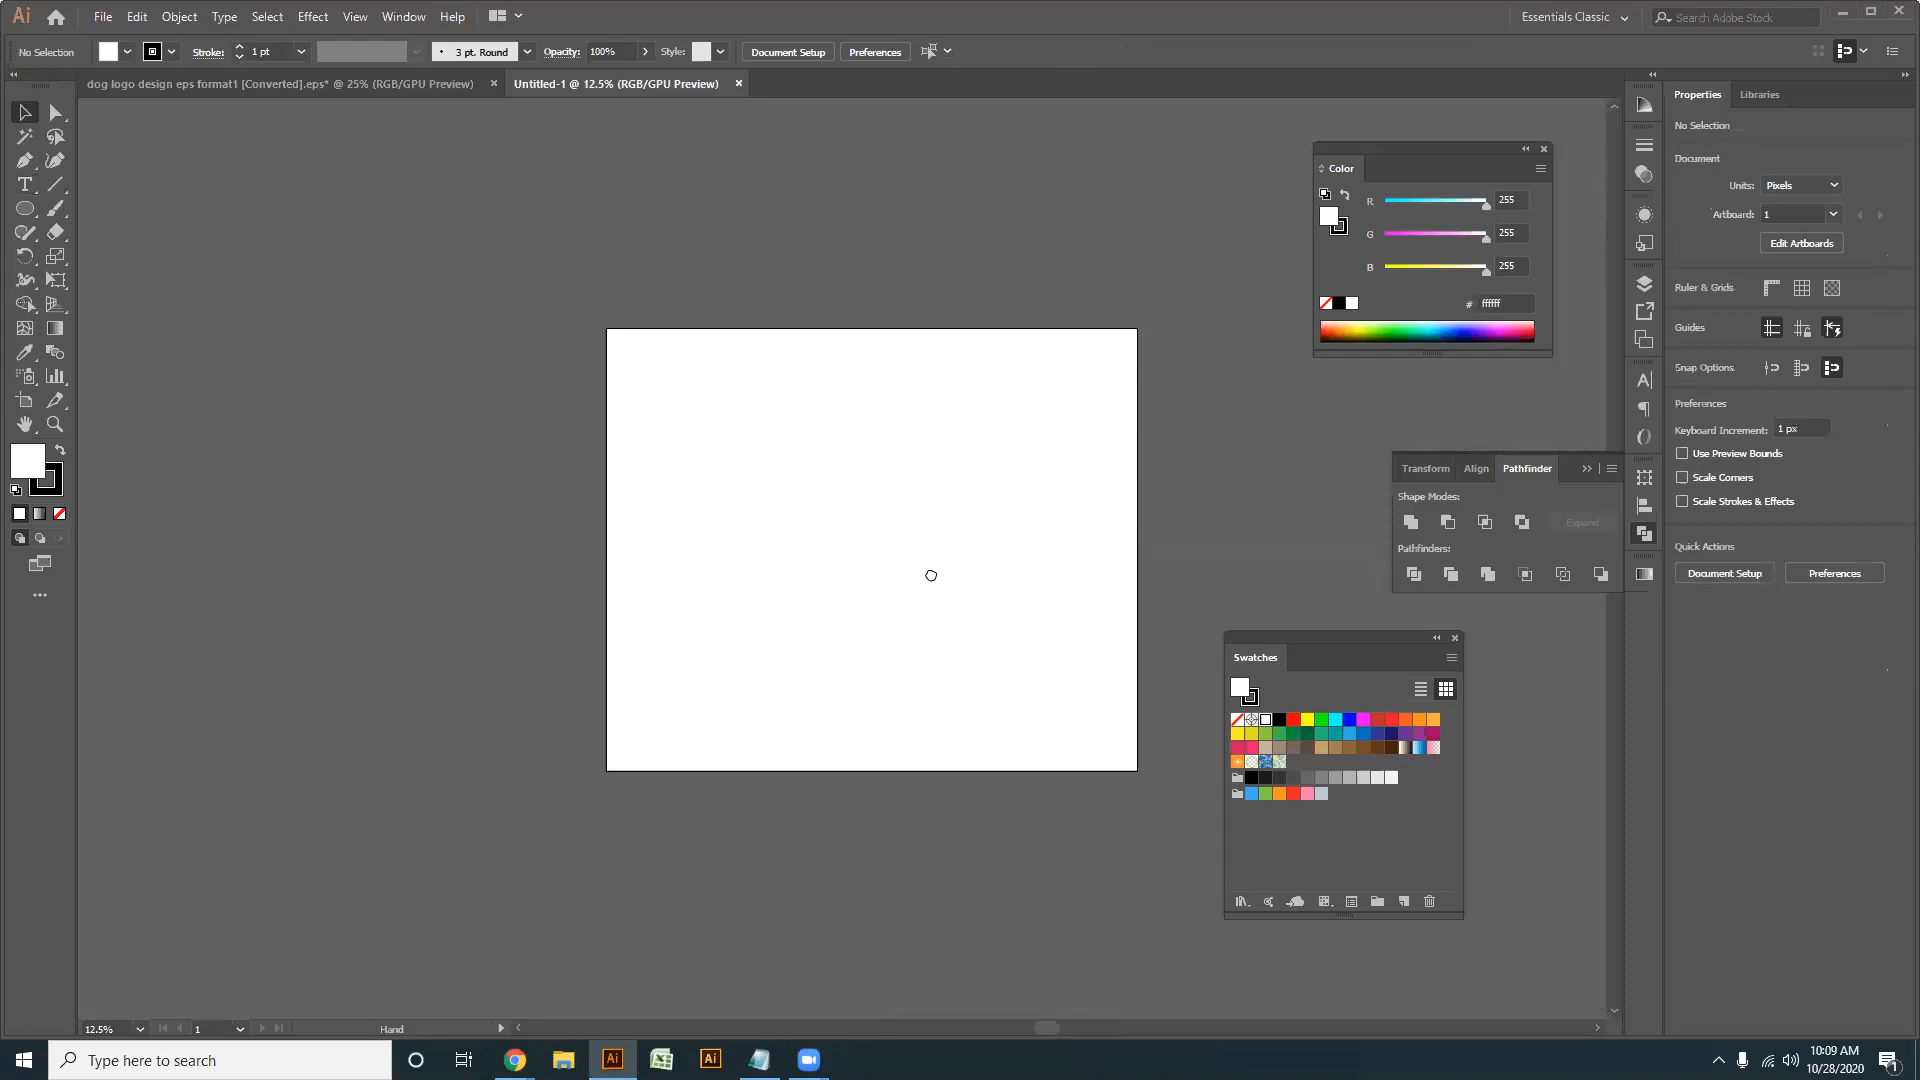 Ai File Edit Object Type Select Effect View Window Help Essentials Classic Search Adobe Stock
No Selection Stroke: 1 pt 3 pt. Round Opacity: 100% Style: Document Setup Preferences
dog logo design eps format1 [Converted].eps* @ 25% (RGB/GPU Preview) Untitled-1 @ 12.5% (RGB/GPU Preview)
Properties Libraries
No Selection
Document
Units: Pixels
Artboard: 1
Edit Artboards
Ruler & Grids
Guides
Snap Options
Preferences
Keyboard Increment: 1 px
Use Preview Bounds
Scale Corners
Scale Strokes & Effects
Quick Actions
Document Setup Preferences
Color
R 255
G 255
B 255
# ffffff
Transform Align Pathfinder
Shape Modes:
Expand
Pathfinders:
Swatches
12.5% 1 Hand
Type here to search
Ai Ai
10:09 AM
10/28/2020
1